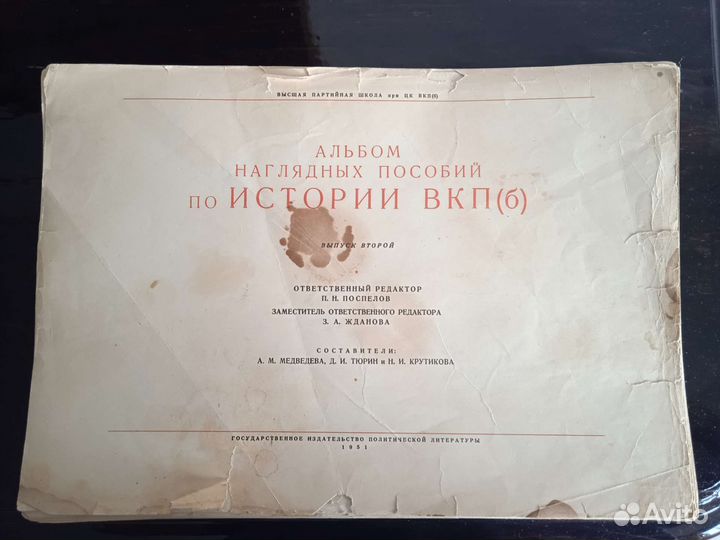 ВЫСШАЯ ПАРТИЙНАЯ ШКОЛА при ЦК ВКП(б)
АЛЬБОМ
НАГЛЯДНЫХ ПОСОБИЙ
ПО ИСТОРИИ ВКП(б)
ВЫПУСК ВТОРОЙ
ОТВЕТСТВЕННЫЙ РЕДАКТОР
П. Н. ПОСПЕЛОВ
ЗАМЕСТИТЕЛЬ ОТВЕТСТВЕННОГО РЕДАКТОРА
З. А. ЖДАНОВА
СОСТАВИТЕЛИ:
А. М. МЕДВЕДЕВА, Д. И. ТЮРИН и Н. И. КРУТИКОВА
ГОСУДАРСТВЕННОЕ ИЗДАТЕЛЬСТВО ПОЛИТИЧЕСКОЙ ЛИТЕРАТУРЫ
1951
Avito